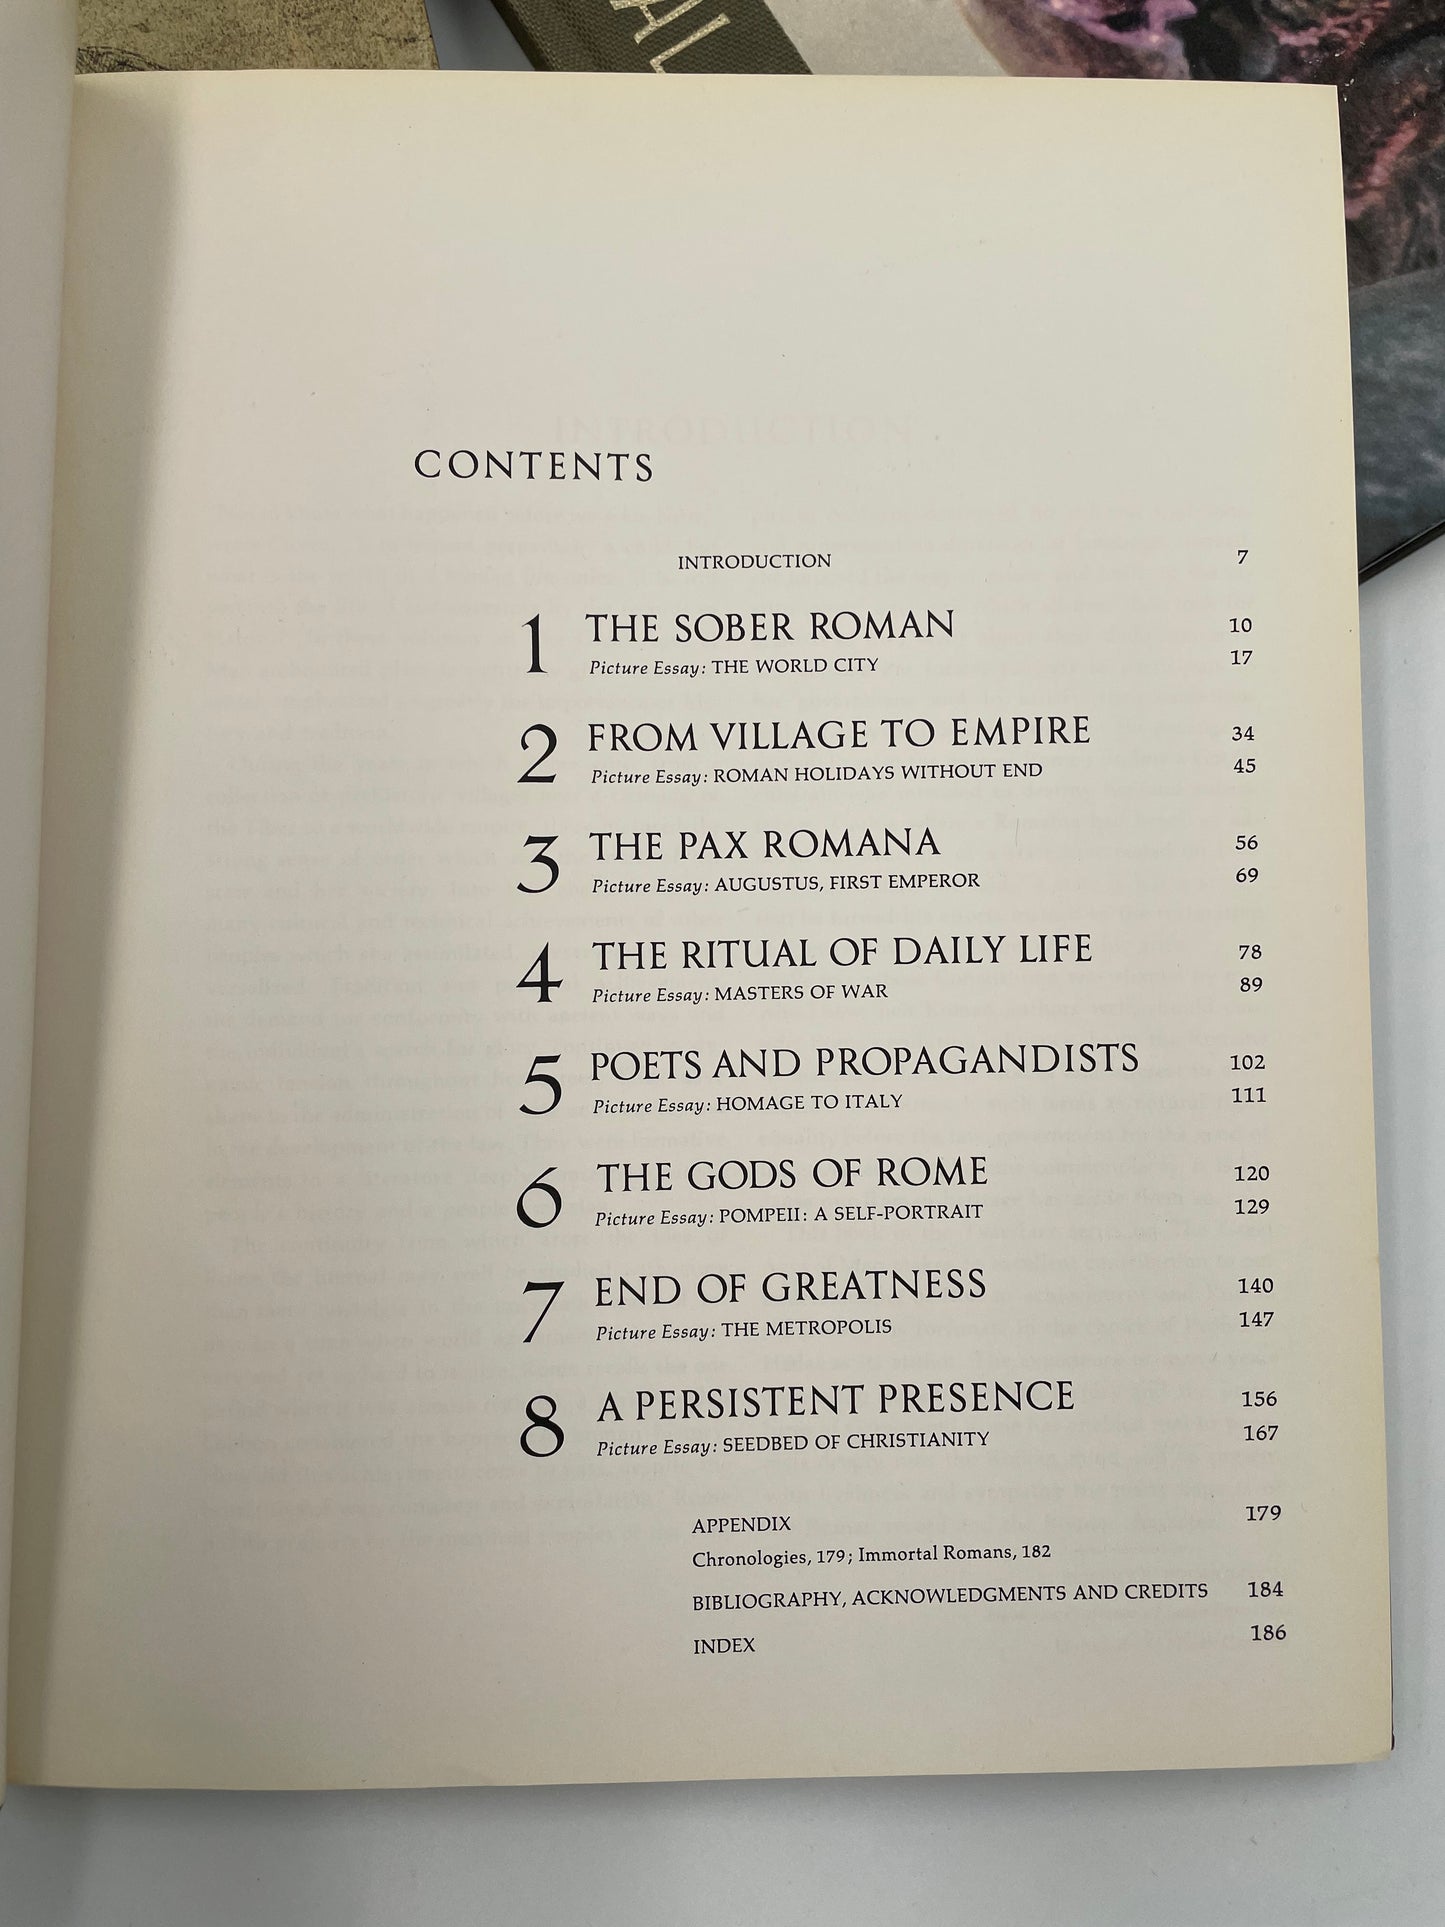 AL
CONTENTS
INTRODUCTION 7
1 THE SOBER ROMAN 10
Picture Essay: THE WORLD CITY 17
2 FROM VILLAGE TO EMPIRE 34
Picture Essay: ROMAN HOLIDAYS WITHOUT END 45
3 THE PAX ROMANA 56
Picture Essay: AUGUSTUS, FIRST EMPEROR 69
4 THE RITUAL OF DAILY LIFE 78
Picture Essay: MASTERS OF WAR 89
5 POETS AND PROPAGANDISTS 102
Picture Essay: HOMAGE TO ITALY 111
6 THE GODS OF ROME 120
Picture Essay: POMPEII: A SELF-PORTRAIT 129
7 END OF GREATNESS 140
Picture Essay: THE METROPOLIS 147
8 A PERSISTENT PRESENCE 156
Picture Essay: SEEDBED OF CHRISTIANITY 167
APPENDIX 179
Chronologies, 179; Immortal Romans, 182
BIBLIOGRAPHY, ACKNOWLEDGMENTS AND CREDITS 184
INDEX 186